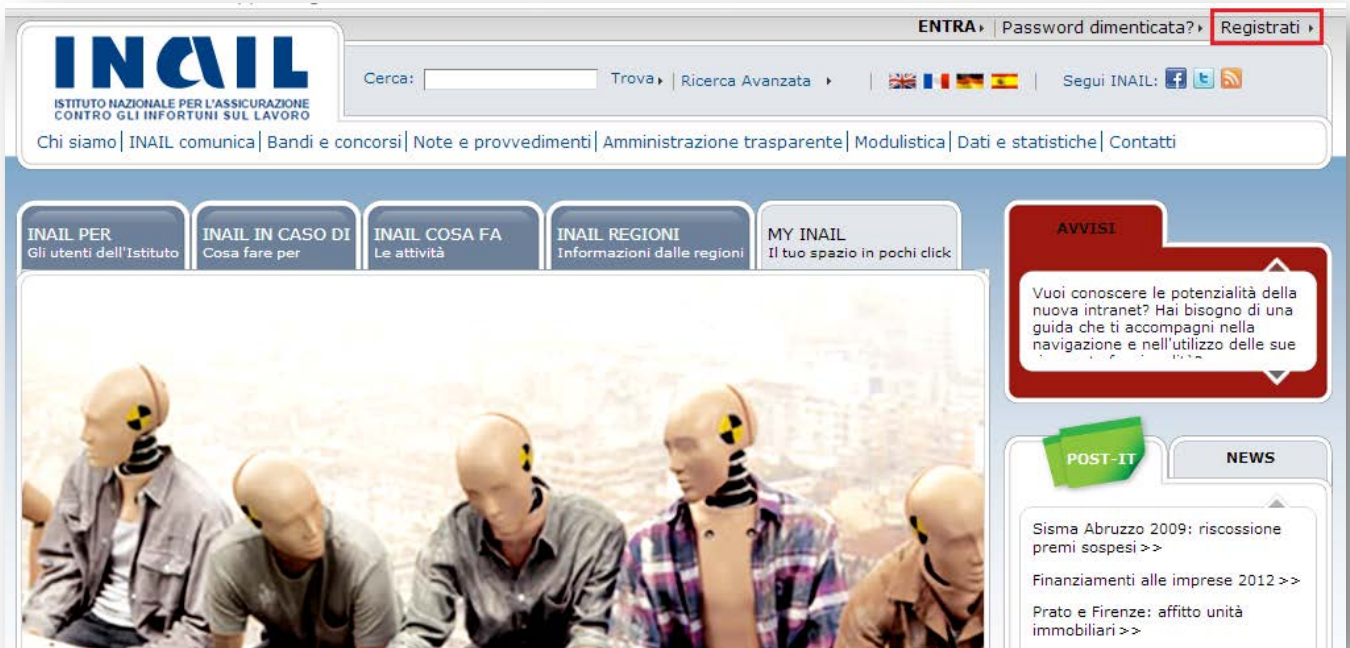 ENTRA | Password dimenticata? Registrati
INAIL
ISTITUTO NAZIONALE PER L'ASSICURAZIONE
CONTRO GLI INFORTUNI SUL LAVORO
Cerca: Trova | Ricerca Avanzata | | Segui INAIL:
Chi siamo | INAIL comunica | Bandi e concorsi | Note e provvedimenti | Amministrazione trasparente | Modulistica | Dati e statistiche | Contatti
INAIL PER
Gli utenti dell'Istituto
INAIL IN CASO DI
Cosa fare per
INAIL COSA FA
Le attività
INAIL REGIONI
Informazioni dalle regioni
MY INAIL
Il tuo spazio in pochi click
AVVISI
Vuoi conoscere le potenzialità della
nuova intranet? Hai bisogno di una
guida che ti accompagni nella
navigazione e nell'utilizzo delle sue
POST-IT
NEWS
Sisma Abruzzo 2009: riscossione
premi sospesi >>
Finanziamenti alle imprese 2012 >>
Prato e Firenze: affitto unità
immobiliari >>